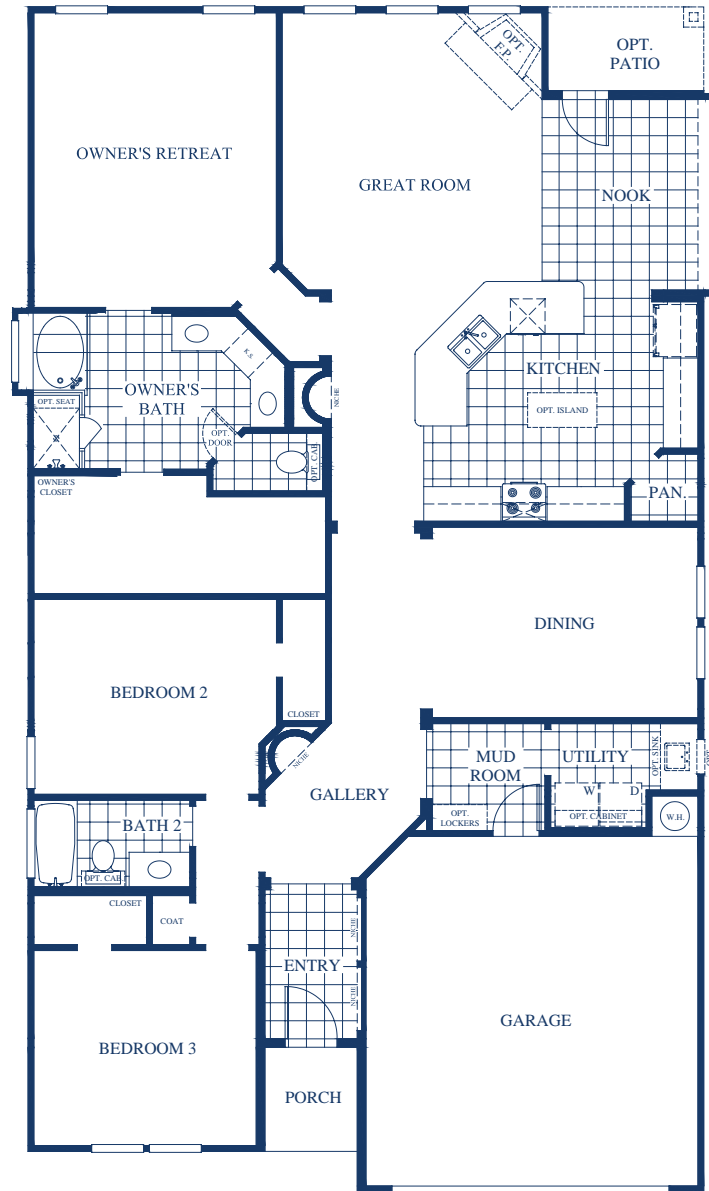 OPT.
F.P.
OPT.
PATIO
OWNER'S RETREAT
GREAT ROOM
NOOK
K.S.
KITCHEN
OWNER'S
BATH
NICHE
OPT. SEAT
OPT. ISLAND
OPT.
DOOR
OPT. CAB.
OWNER'S
CLOSET
PAN.
DINING
BEDROOM 2
CLOSET
NICHE
MUD
ROOM
UTILITY
OPT. SINK
W
D
GALLERY
OPT.
LOCKERS
OPT. CABINET
W.H.
BATH 2
OPT. CAB.
CLOSET
COAT
NICHE
ENTRY
NICHE
GARAGE
BEDROOM 3
PORCH